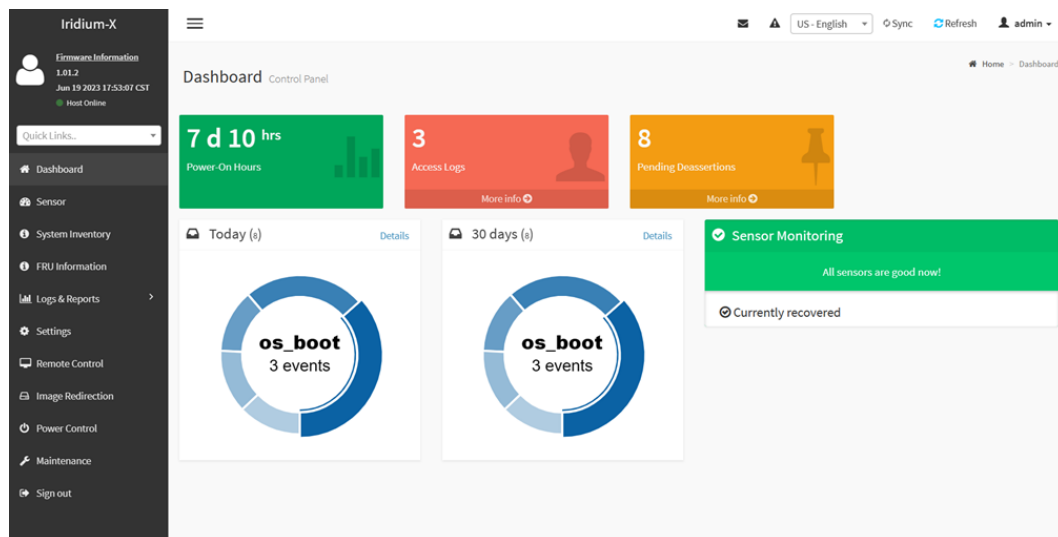 Iridium-X
US - English
Sync
Refresh
admin
Firmware Information
1.01.2
Jun 19 2023 17:53:07 CST
Host Online
Quick Links..
Dashboard
Sensor
System Inventory
FRU Information
Logs & Reports
Settings
Remote Control
Image Redirection
Power Control
Maintenance
Sign out
Dashboard Control Panel
Home > Dashboard
7 d 10 hrs
Power-On Hours
3
Access Logs
More info
8
Pending Deassertions
More info
Today (8)
Details
os_boot
3 events
30 days (8)
Details
os_boot
3 events
Sensor Monitoring
All sensors are good now!
Currently recovered